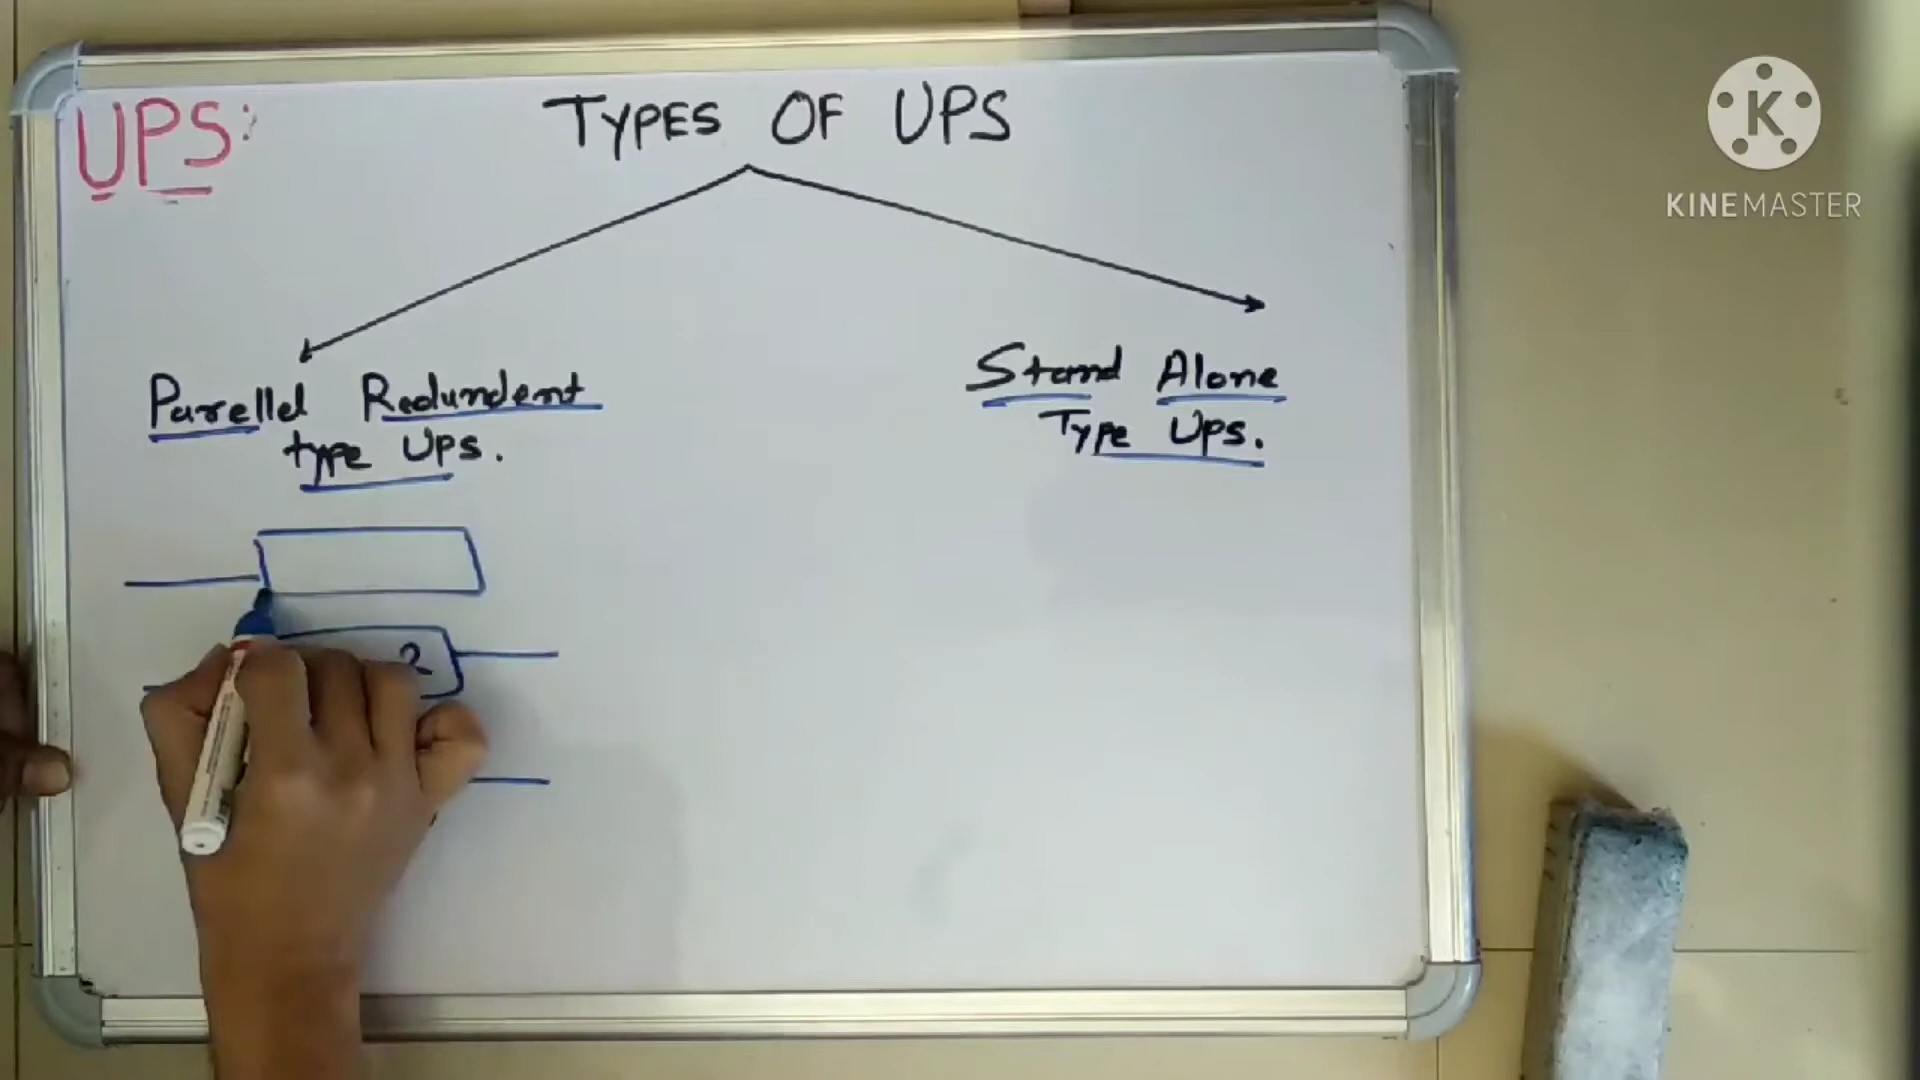 UPS:
TYPES OF UPS
K
KINEMASTER
Parellel Redundent
type Ups.
Stand Alone
Type Ups.
2